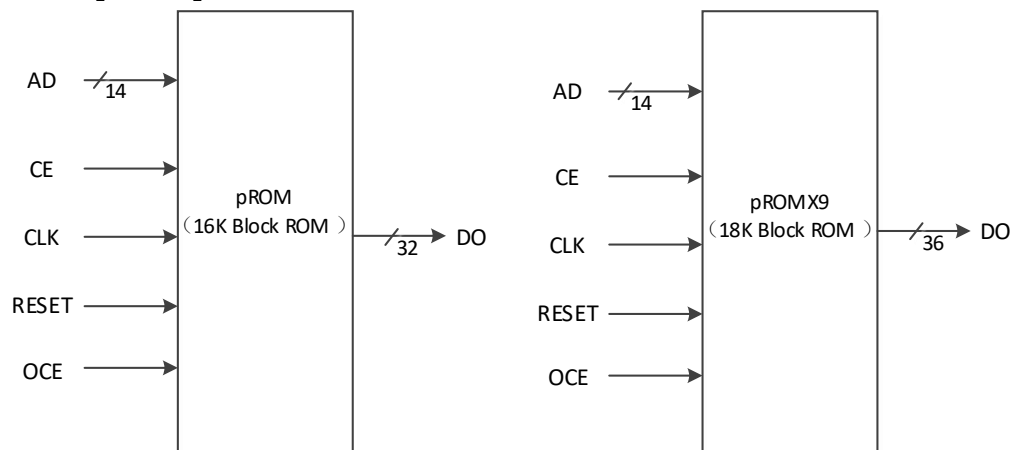 AD
14
CE
CLK
RESET
OCE
pROM
（16K Block ROM ）
32
DO
AD
14
CE
CLK
RESET
OCE
pROMX9
（18K Block ROM ）
36
DO